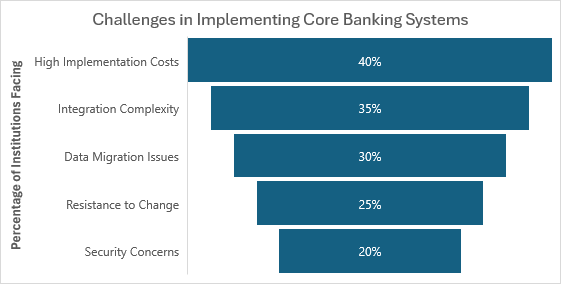 Challenges in Implementing Core Banking Systems
Percentage of Institutions Facing
High Implementation Costs 40%
Integration Complexity 35%
Data Migration Issues 30%
Resistance to Change 25%
Security Concerns 20%